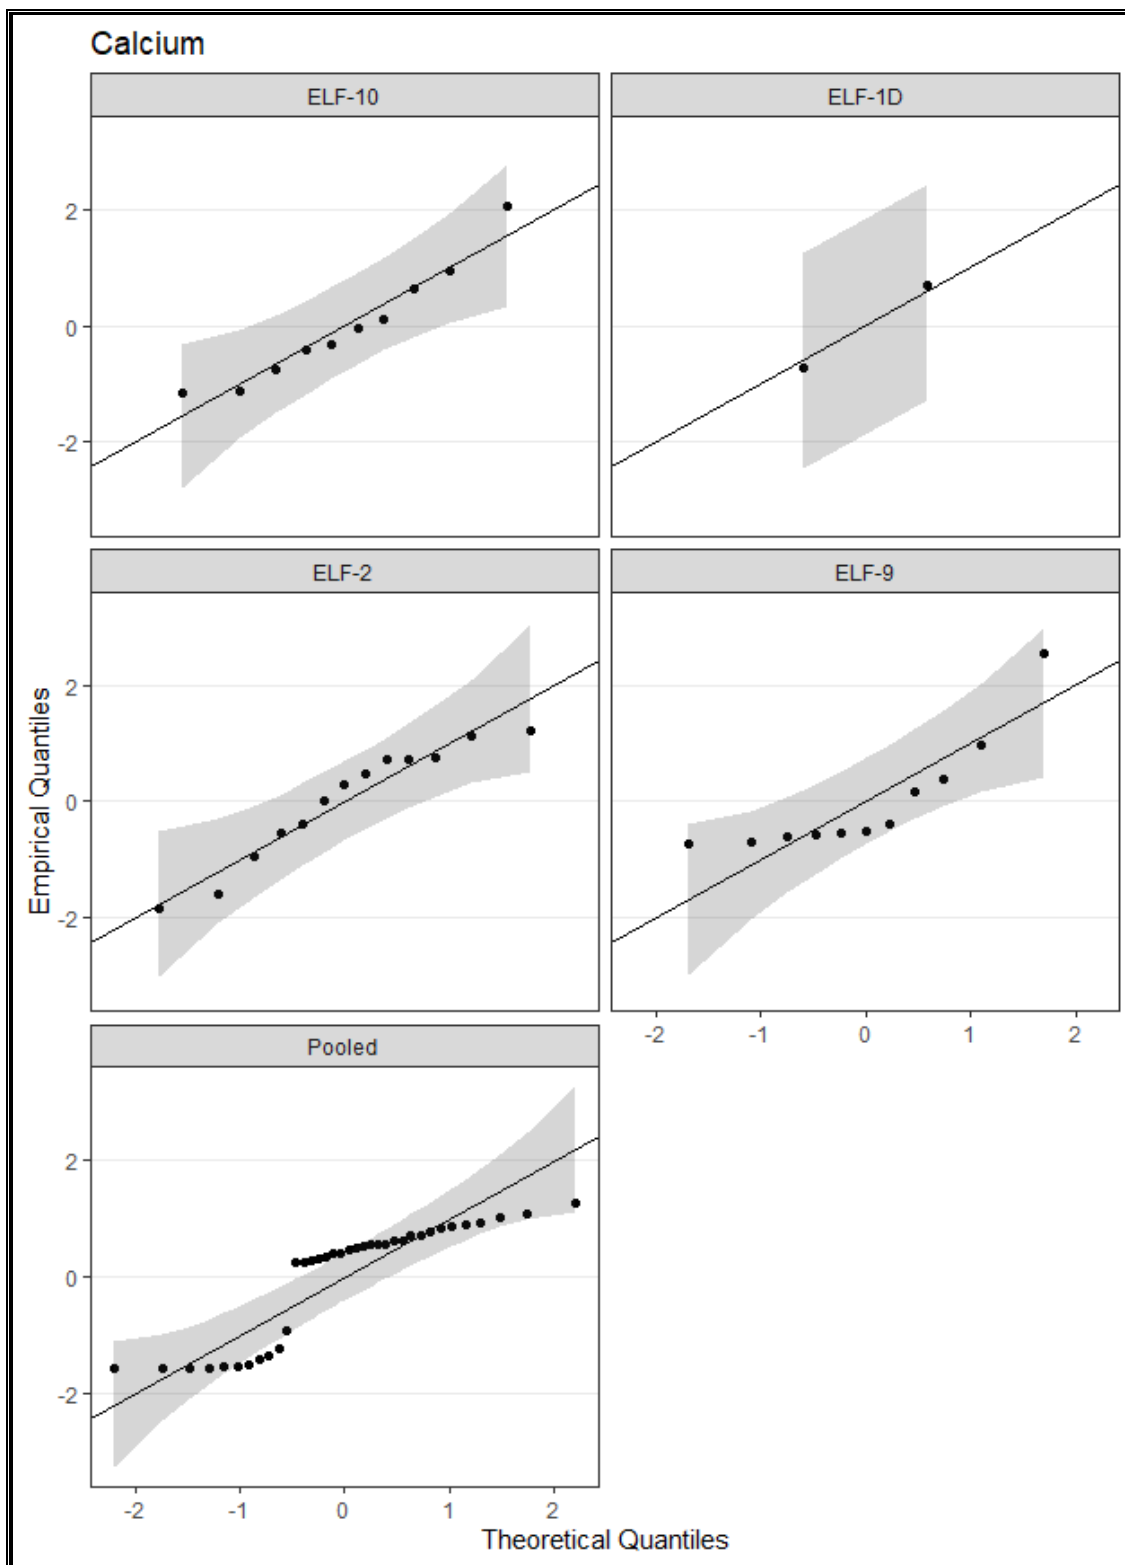 Calcium
ELF-10
ELF-1D
2
0
-2
ELF-2
ELF-9
2
0
-2
-2 -1 0 1 2
Pooled
2
0
-2
-2 -1 0 1 2
Empirical Quantiles
Theoretical Quantiles